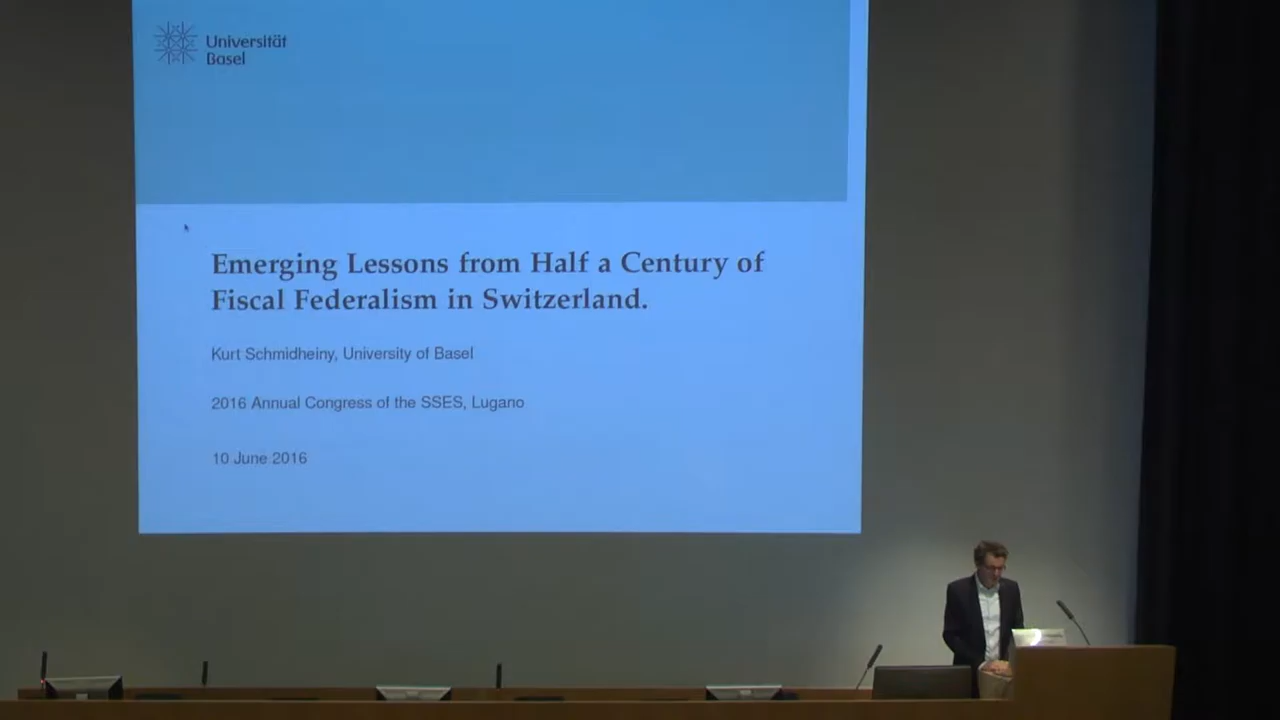 Universität
Basel
Emerging Lessons from Half a Century of
Fiscal Federalism in Switzerland.
Kurt Schmidheiny, University of Basel
2016 Annual Congress of the SSES, Lugano
10 June 2016